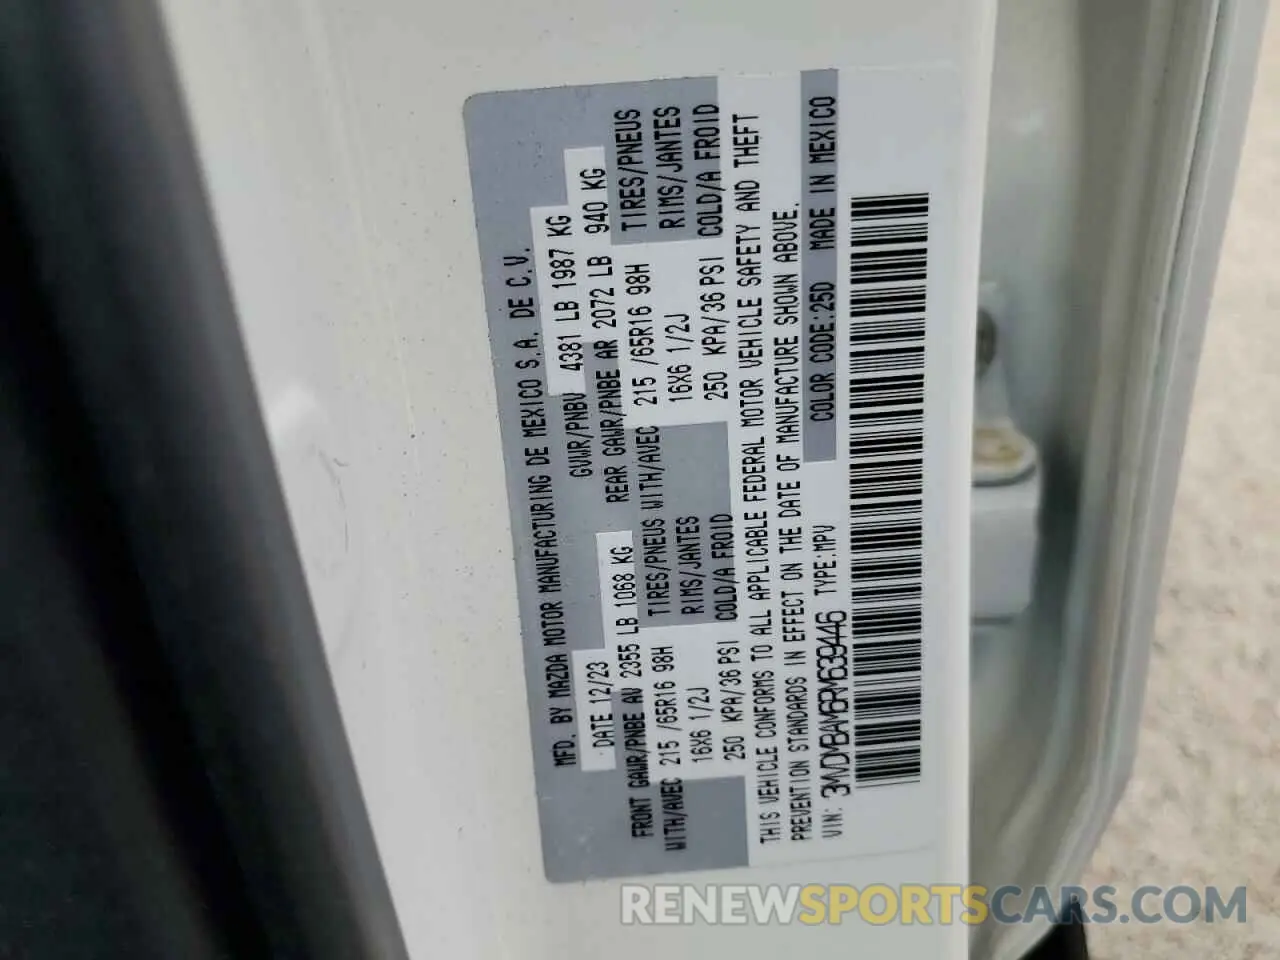 MFD. BY MAZDA MOTOR MANUFACTURING DE MEXICO S.A. DE C.V.
DATE 12/23 GVWR/PNBV 4381 LB 1987 KG
FRONT GAWR/PNBE AV 2355 LB 1068 KG REAR GAWR/PNBE AR 2072 LB 940 KG
WITH/AVEC 215 /65R16 98H TIRES/PNEUS WITH/AVEC 215 /65R16 98H TIRES/PNEUS
16X6 1/2J RIMS/JANTES 16X6 1/2J RIMS/JANTES
250 KPA/36 PSI COLD/A FROID 250 KPA/36 PSI COLD/A FROID
THIS VEHICLE CONFORMS TO ALL APPLICABLE FEDERAL MOTOR VEHICLE SAFETY AND THEFT
PREVENTION STANDARDS IN EFFECT ON THE DATE OF MANUFACTURE SHOWN ABOVE.
VIN: 3MVDMBAM6RM639446 TYPE:MPV COLOR CODE:25D MADE IN MEXICO
RENEWSPORTSCARS.COM